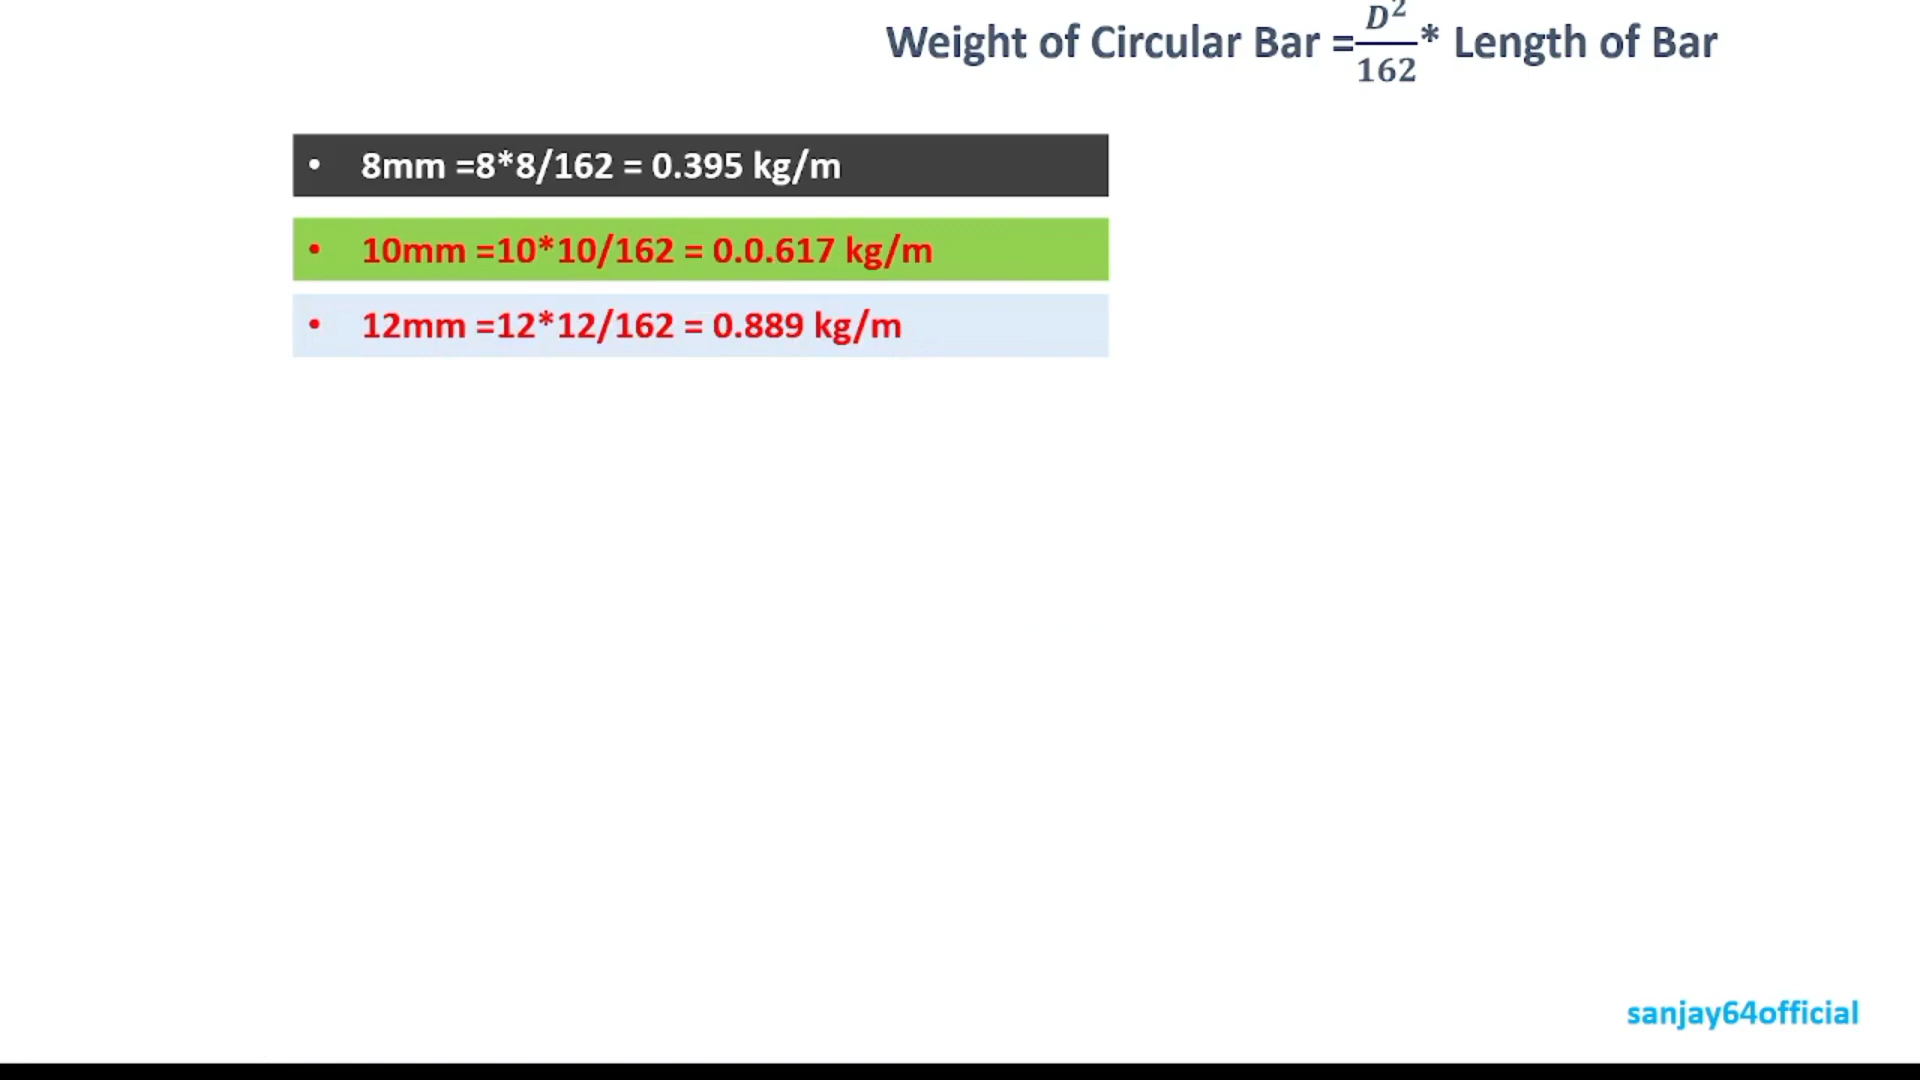 Weight of Circular Bar =D²/162* Length of Bar
• 8mm =8*8/162 = 0.395 kg/m
• 10mm =10*10/162 = 0.0.617 kg/m
• 12mm =12*12/162 = 0.889 kg/m
sanjay64official